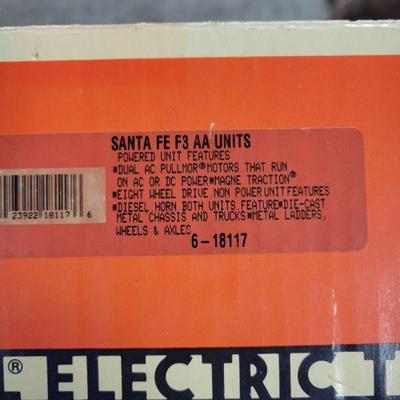 SANTA FE F3 AA UNITS
POWERED UNIT FEATURES
*DUAL AC PULLMOR® MOTORS THAT RUN
ON AC OR DC POWER*MAGNE TRACTION®
*EIGHT WHEEL DRIVE NON POWER UNIT FEATURES
*DIESEL HORN BOTH UNITS FEATURE*DIE-CAST
METAL CHASSIS AND TRUCKS*METAL LADDERS,
WHEELS & AXLES
6-18117
23922 18117 6
® ELECTRIC T